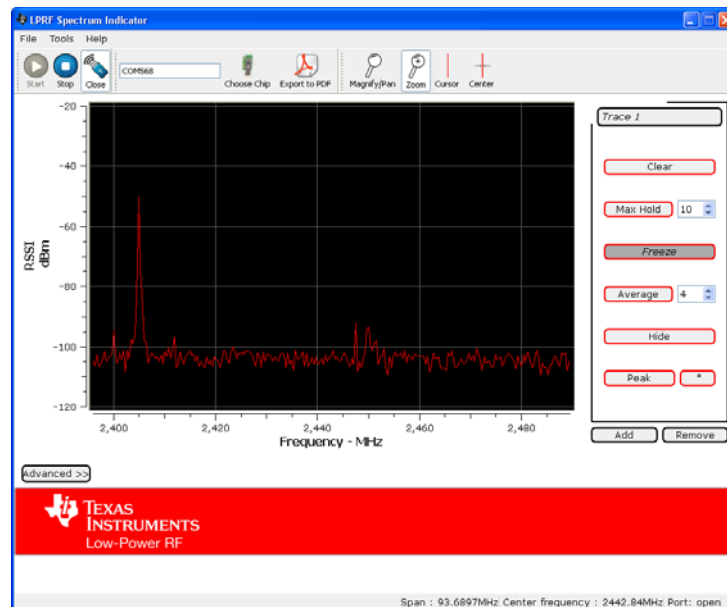 LPRF Spectrum Indicator
File Tools Help
COM568
Start Stop Close Choose Chip Export to PDF Magnify/Pan Zoom Cursor Center
Trace 1
Clear
Max Hold 10
Freeze
Average 4
Hide
Peak *
Add Remove
-20
-40
-60
-80
-100
-120
RSSI
dBm
2,400 2,420 2,440 2,460 2,480
Frequency - MHz
Advanced >>
TEXAS
INSTRUMENTS
Low-Power RF
Span : 93.6897MHz Center frequency : 2442.84MHz Port: open